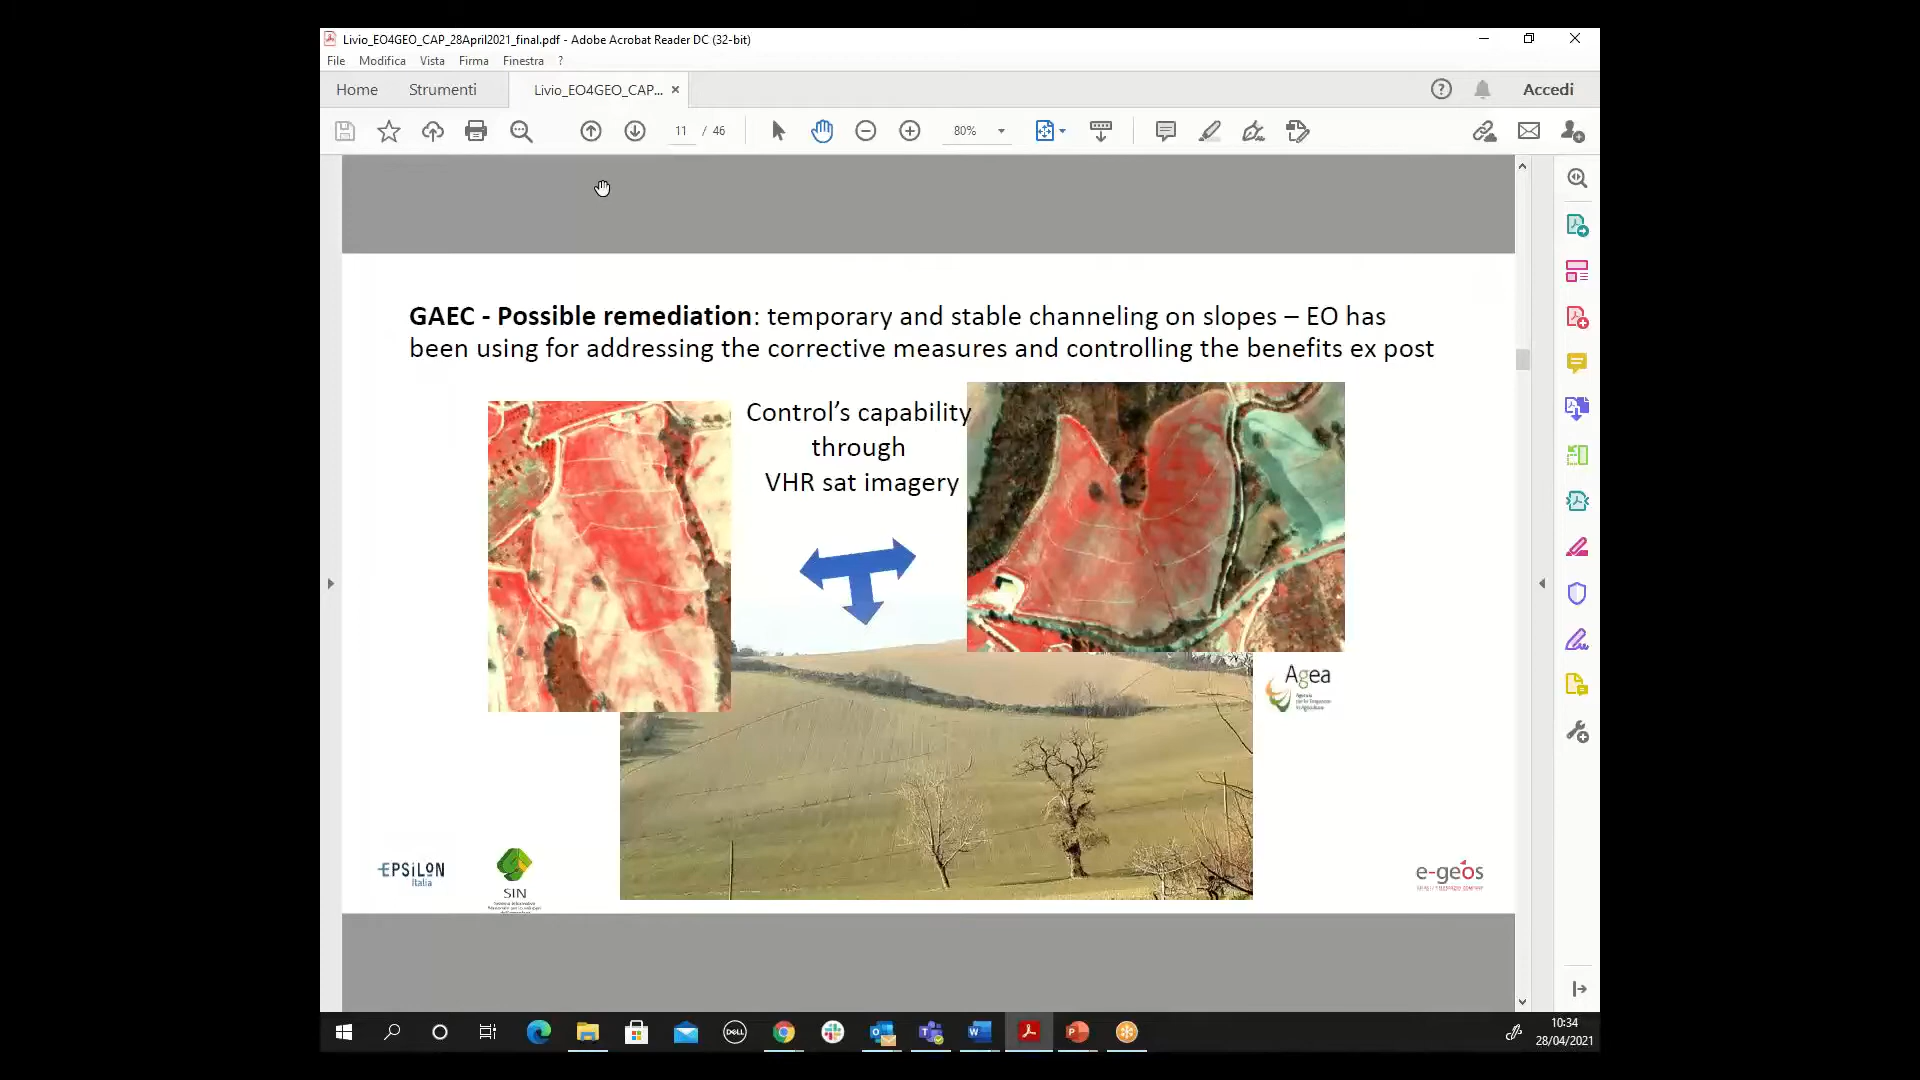 Livio_EO4GEO_CAP_28April2021_final.pdf - Adobe Acrobat Reader DC (32-bit)
File Modifica Vista Firma Finestra ?
Home Strumenti Livio_EO4GEO_CAP... × Accedi
11 / 46 80%
GAEC - Possible remediation: temporary and stable channeling on slopes – EO has
been using for addressing the corrective measures and controlling the benefits ex post
Control's capability
through
VHR sat imagery
Agea
EPSILON
Italia
SIN
e-geos
DELL
10:34
28/04/2021